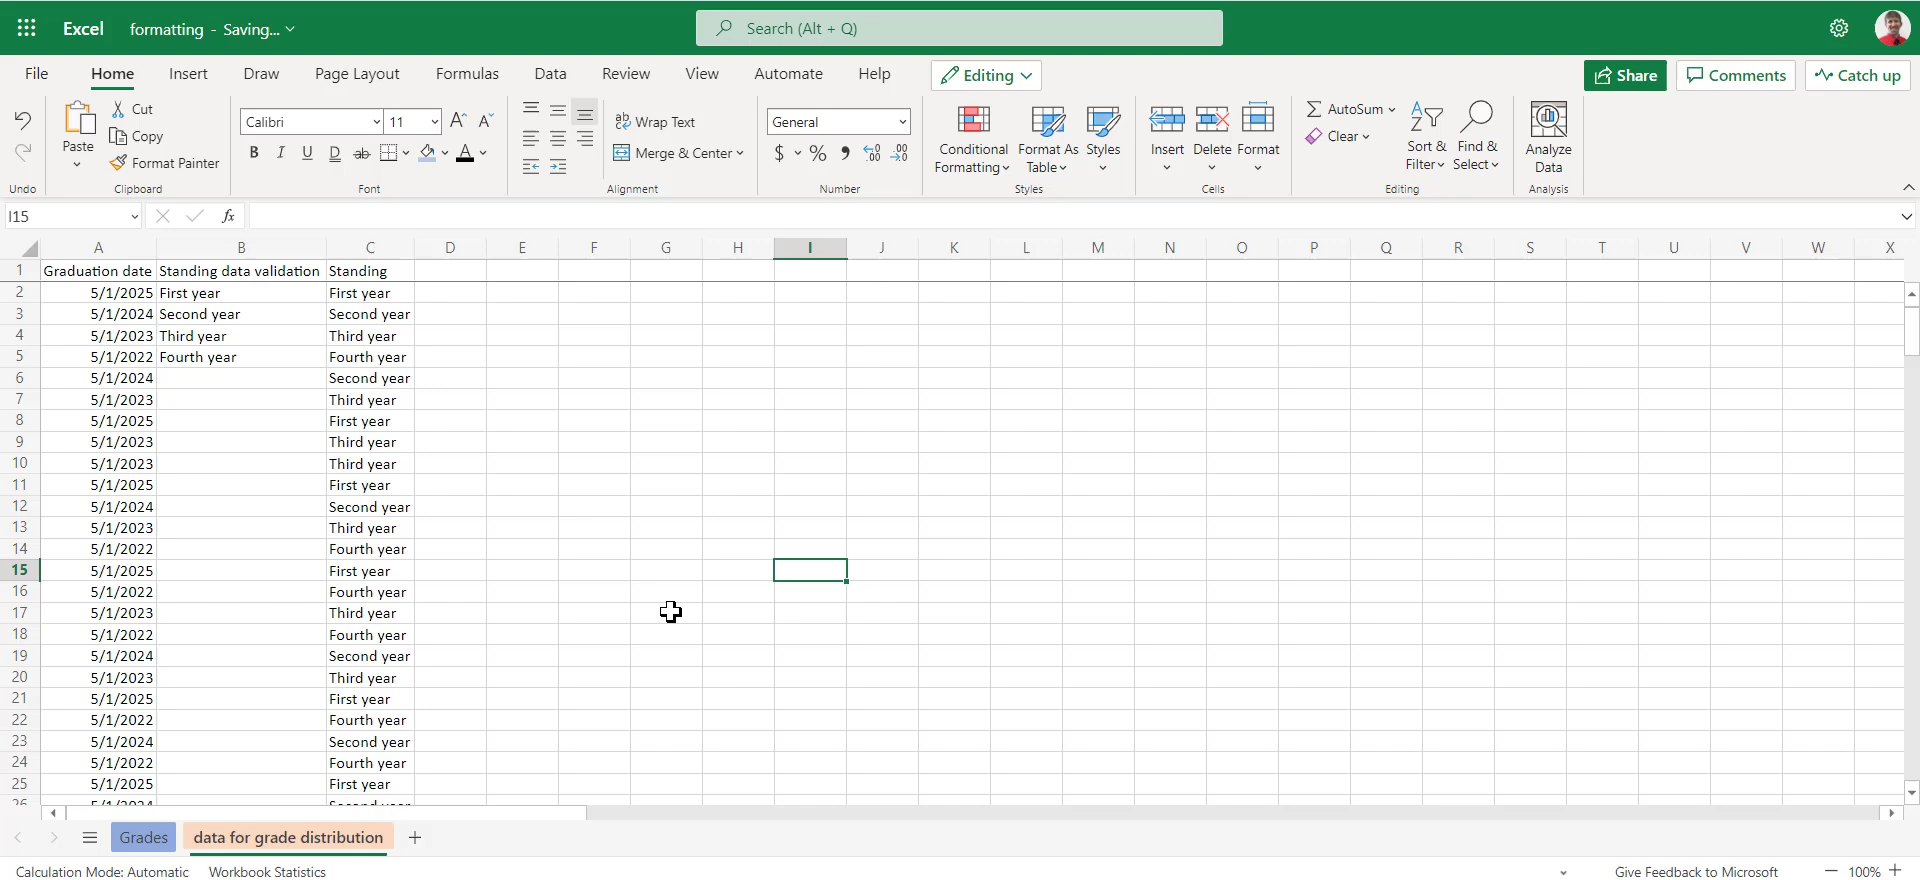 Excel formatting - Saving... Search (Alt + Q)
File Home Insert Draw Page Layout Formulas Data Review View Automate Help Editing Share Comments Catch up
Undo
Paste Cut Copy Format Painter
Clipboard
Calibri 11 A A
B I U D ab A
Font
Wrap Text
Merge & Center
Alignment
General
$ % 9 .00 .00
Number
Conditional Formatting Format As Table Styles
Styles
Insert Delete Format
Cells
AutoSum
Clear
Sort & Filter Find & Select
Editing
Analyze Data
Analysis
I15 fx
A B C D E F G H I J K L M N O P Q R S T U V W X
1 Graduation date Standing data validation Standing
2 5/1/2025 First year First year
3 5/1/2024 Second year Second year
4 5/1/2023 Third year Third year
5 5/1/2022 Fourth year Fourth year
6 5/1/2024 Second year
7 5/1/2023 Third year
8 5/1/2025 First year
9 5/1/2023 Third year
10 5/1/2023 Third year
11 5/1/2025 First year
12 5/1/2024 Second year
13 5/1/2023 Third year
14 5/1/2022 Fourth year
15 5/1/2025 First year
16 5/1/2022 Fourth year
17 5/1/2023 Third year
18 5/1/2022 Fourth year
19 5/1/2024 Second year
20 5/1/2023 Third year
21 5/1/2025 First year
22 5/1/2022 Fourth year
23 5/1/2024 Second year
24 5/1/2022 Fourth year
25 5/1/2025 First year
26 5/1/2024 Second year
Grades data for grade distribution
Calculation Mode: Automatic Workbook Statistics Give Feedback to Microsoft 100%